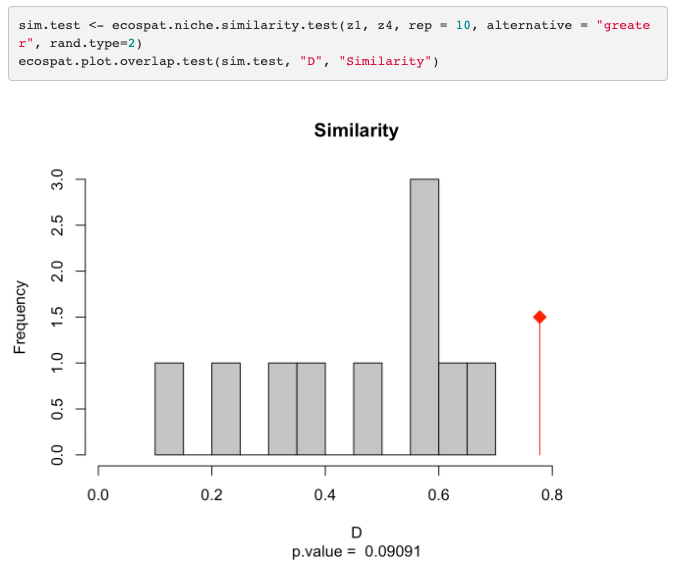 sim.test <- ecospat.niche.similarity.test(z1, z4, rep = 10, alternative = "greate
r", rand.type=2)
ecospat.plot.overlap.test(sim.test, "D", "Similarity")
Similarity
3.0
2.5
2.0
1.5
1.0
0.5
0.0
Frequency
0.0 0.2 0.4 0.6 0.8
D
p.value = 0.09091